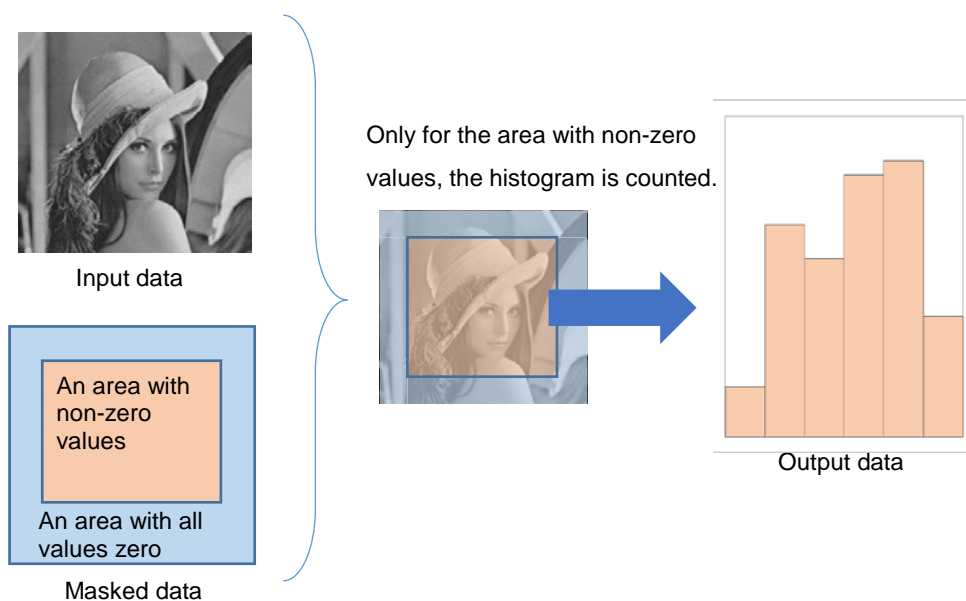 Input data
An area with
non-zero
values
An area with all
values zero
Masked data
Only for the area with non-zero
values, the histogram is counted.
Output data